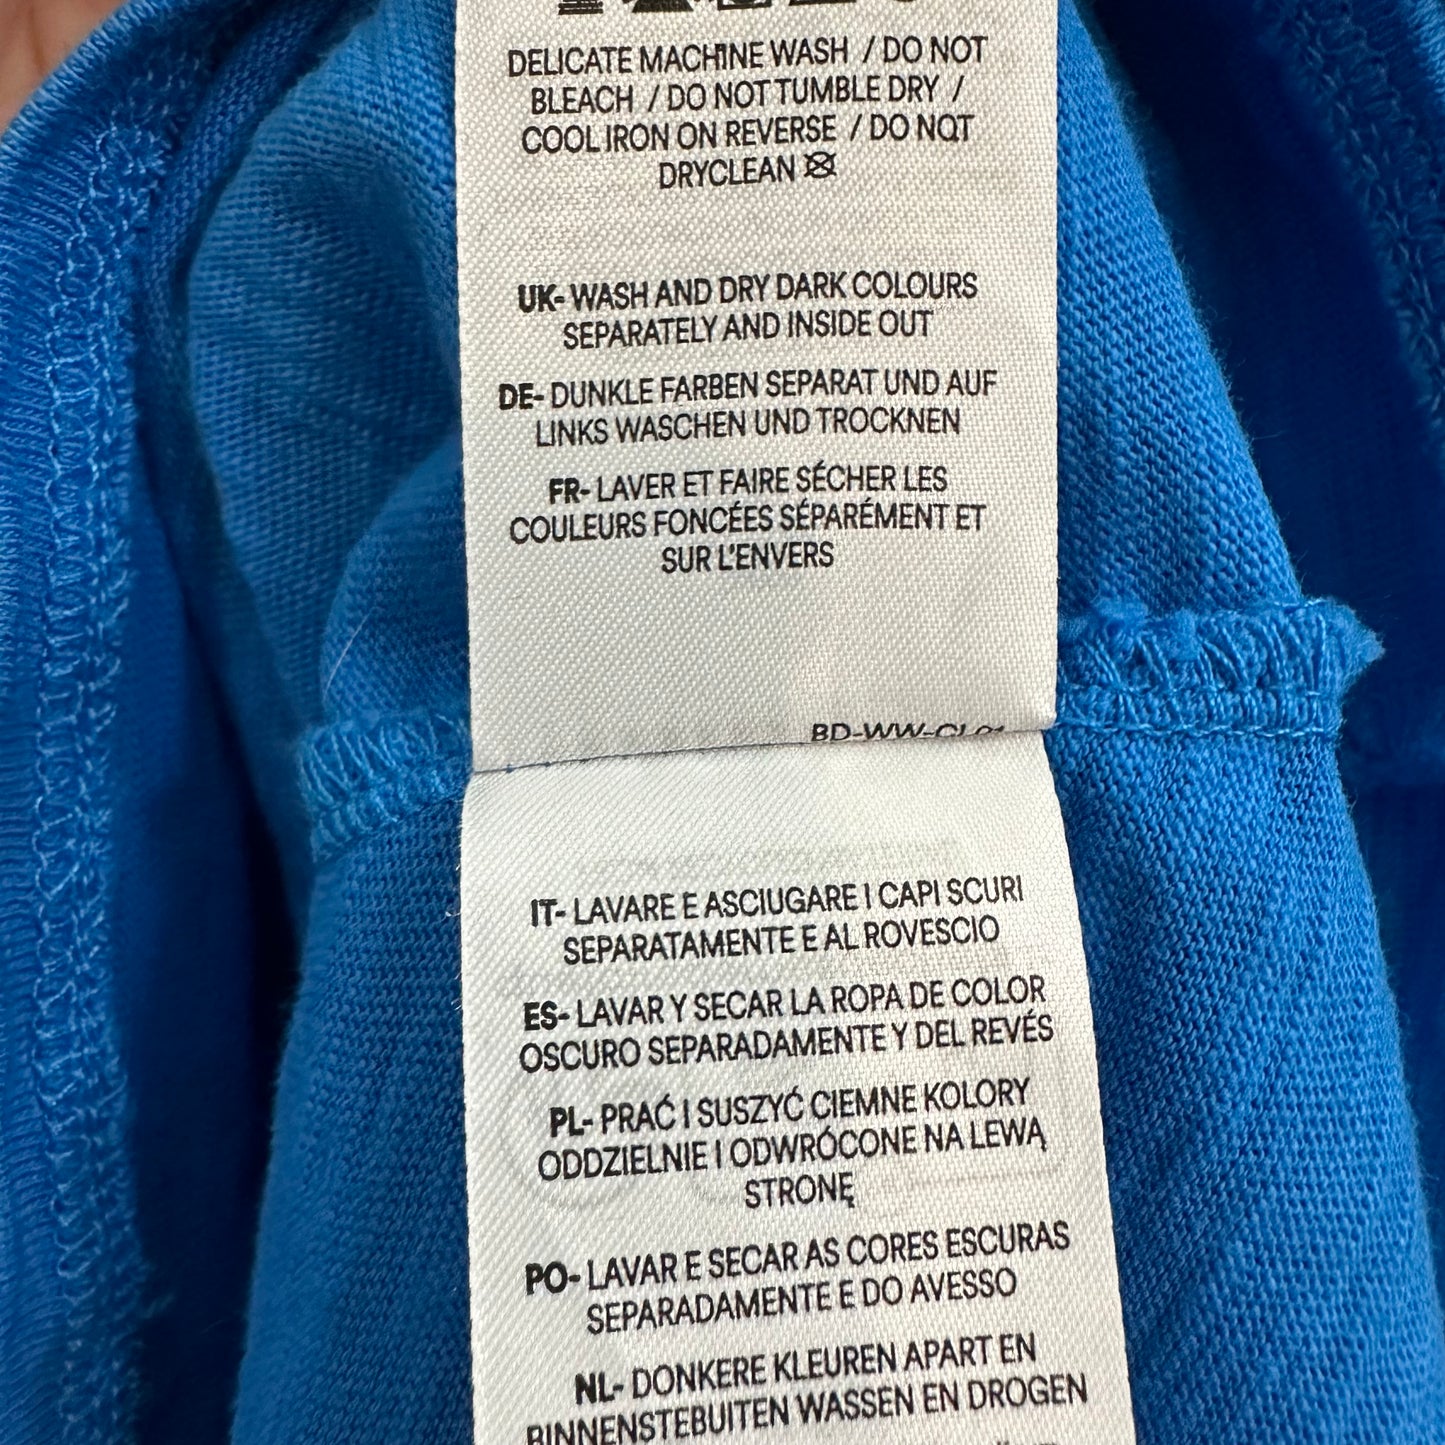 DELICATE MACHINE WASH / DO NOT
BLEACH / DO NOT TUMBLE DRY /
COOL IRON ON REVERSE / DO NOT
DRYCLEAN
UK- WASH AND DRY DARK COLOURS
SEPARATELY AND INSIDE OUT
DE- DUNKLE FARBEN SEPARAT UND AUF
LINKS WASCHEN UND TROCKNEN
FR- LAVER ET FAIRE SÉCHER LES
COULEURS FONCÉES SÉPARÉMENT ET
SUR L'ENVERS
BD-WW-CL01
IT- LAVARE E ASCIUGARE I CAPI SCURI
SEPARATAMENTE E AL ROVESCIO
ES- LAVAR Y SECAR LA ROPA DE COLOR
OSCURO SEPARADAMENTE Y DEL REVÉS
PL- PRAĆ I SUSZYĆ CIEMNE KOLORY
ODDZIELNIE I ODWRÓCONE NA LEWĄ
STRONĘ
PO- LAVAR E SECAR AS CORES ESCURAS
SEPARADAMENTE E DO AVESSO
NL- DONKERE KLEUREN APART EN
BINNENSTEBUITEN WASSEN EN DROGEN